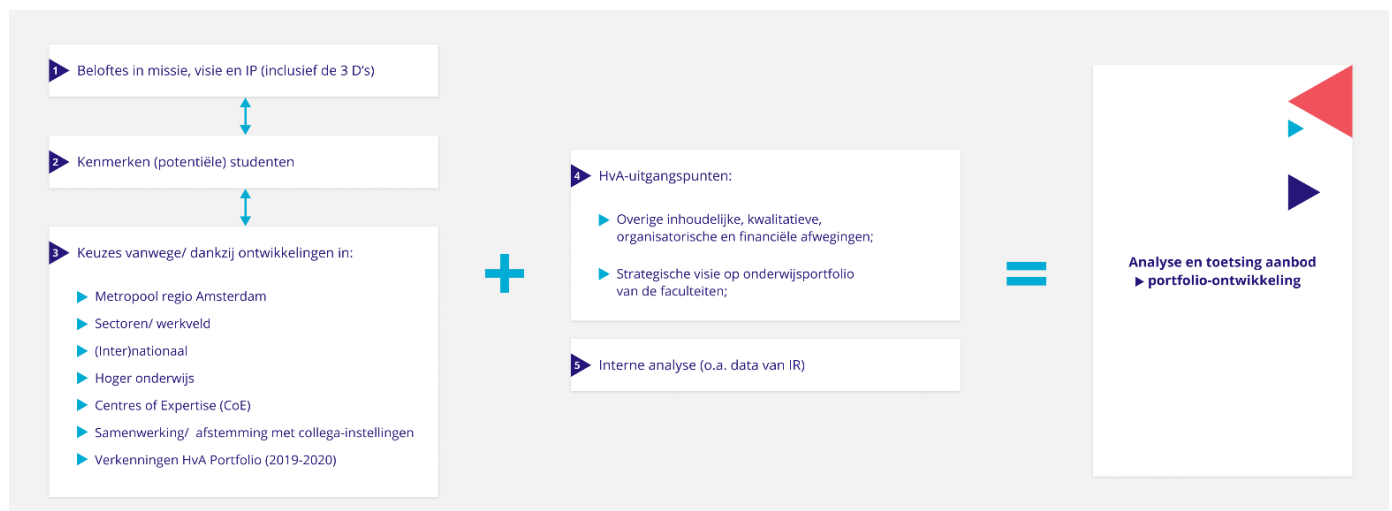 1 Beloftes in missie, visie en IP (inclusief de 3 D's)
2 Kenmerken (potentiële) studenten
3 Keuzes vanwege/ dankzij ontwikkelingen in:
Metropool regio Amsterdam
Sectoren/ werkveld
(Inter)nationaal
Hoger onderwijs
Centres of Expertise (CoE)
Samenwerking/ afstemming met collega-instellingen
Verkenningen HvA Portfolio (2019-2020)
+
4 HvA-uitgangspunten:
Overige inhoudelijke, kwalitatieve,
organisatorische en financiële afwegingen;
Strategische visie op onderwijsportfolio
van de faculteiten;
5 Interne analyse (o.a. data van IR)
=
Analyse en toetsing aanbod
portfolio-ontwikkeling